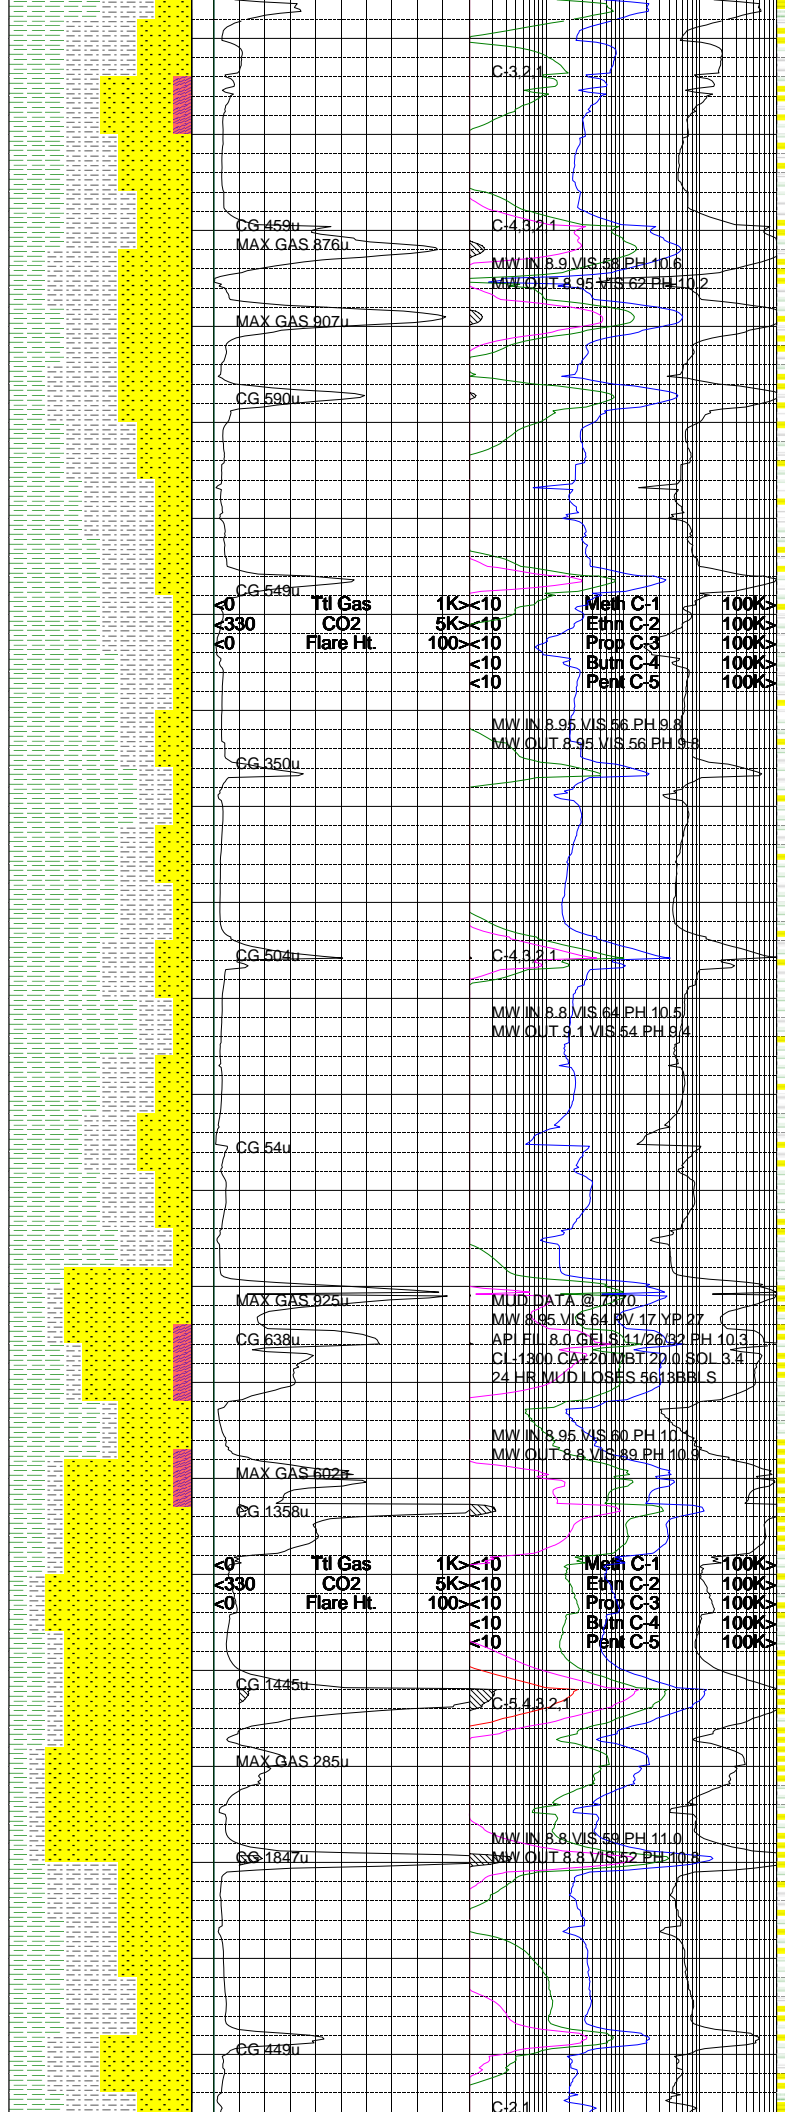 C-3,2,1
CG 459u
C-4,3,2,1
MAX GAS 876u
MW IN 8.9 VIS 58 PH 10.6
MW OUT 8.95 VIS 62 PH 10.2
MAX GAS 907u
CG 590u
CG 549u
<0 Ttl Gas 1K><10 Meth C-1 100K>
<330 CO2 5K><10 Ethn C-2 100K>
<0 Flare Ht. 100><10 Prop C-3 100K>
<10 Butn C-4 100K>
<10 Pent C-5 100K>
MW IN 8.95 VIS 56 PH 9.8
MW OUT 8.95 VIS 56 PH 9.8
CG 350u
CG 504u
C-4,3,2,1
MW IN 8.8 VIS 64 PH 10.5
MW OUT 9.1 VIS 54 PH 9.4
CG 54u
MAX GAS 925u
MUD DATA @ 7370
MW 8.95 VIS 64 PV 17 YP 27
CG 638u
API FIL 8.0 GELS 11/26/32 PH 10.3
CL-1300 CA+20 MBT 20.0 SOL 3.4
24 HR MUD LOSES 5613BBLS
MW IN 8.95 VIS 60 PH 10
MW OUT 8.8 VIS 89 PH 10.9
MAX GAS 602u
CG 1358u
<0 Ttl Gas 1K><10 Meth C-1 100K>
<330 CO2 5K><10 Ethn C-2 100K>
<0 Flare Ht. 100><10 Prop C-3 100K>
<10 Butn C-4 100K>
<10 Pent C-5 100K>
CG 1445u
C-5,4,3,2,1
MAX GAS 285u
MW IN 8.8 VIS 59 PH 11.0
CG 1847u
MW OUT 8.8 VIS 52 PH 10.8
CG 449u
C-2,1